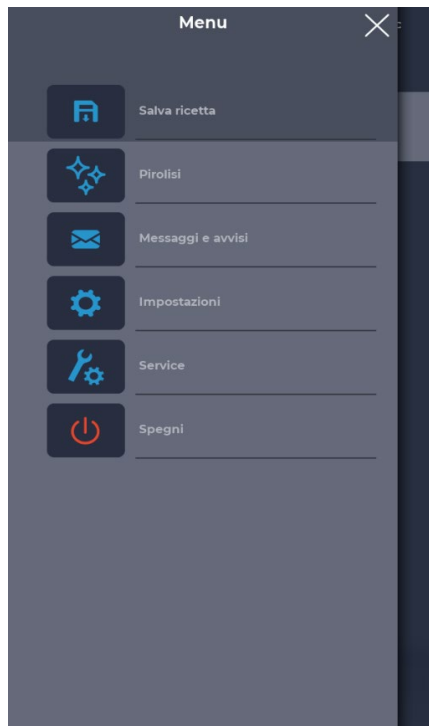 Menu
Salva ricetta
Pirolisi
Messaggi e avvisi
Impostazioni
Service
Spegni